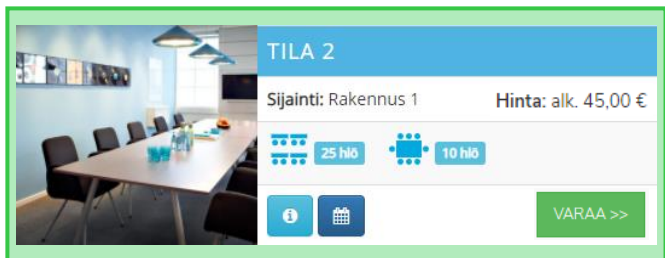 TILA 2
Sijainti: Rakennus 1 Hinta: alk. 45,00 €
25 hlö 10 hlö
VARAA >>